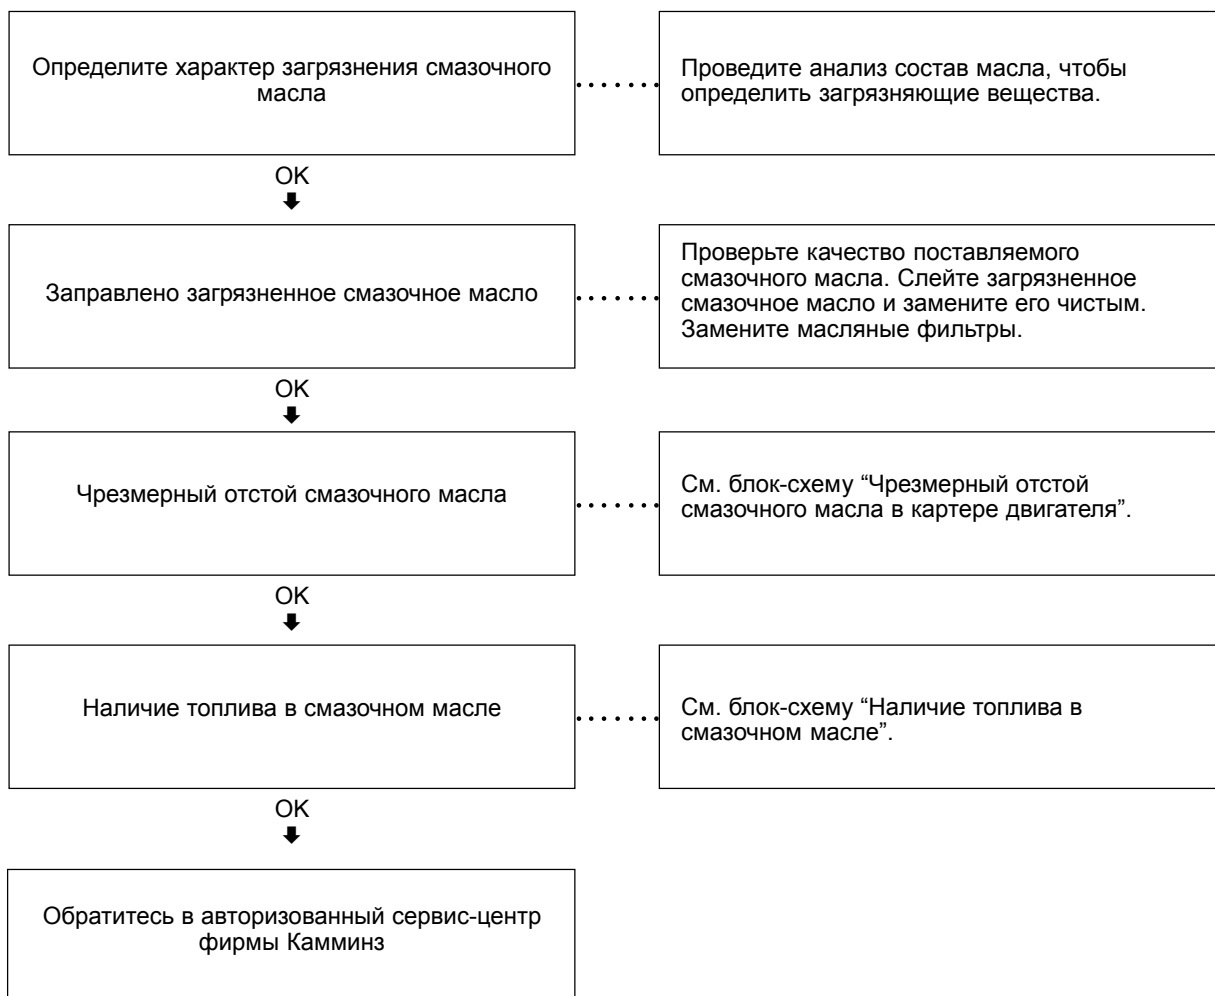 Определите характер загрязнения смазочного
масла
Проведите анализ состав масла, чтобы
определить загрязняющие вещества.
OK
Заправлено загрязненное смазочное масло
Проверьте качество поставляемого
смазочного масла. Слейте загрязненное
смазочное масло и замените его чистым.
Замените масляные фильтры.
OK
Чрезмерный отстой смазочного масла
См. блок-схему “Чрезмерный отстой
смазочного масла в картере двигателя”.
OK
Наличие топлива в смазочном масле
См. блок-схему “Наличие топлива в
смазочном масле”.
OK
Обратитесь в авторизованный сервис-центр
фирмы Камминз